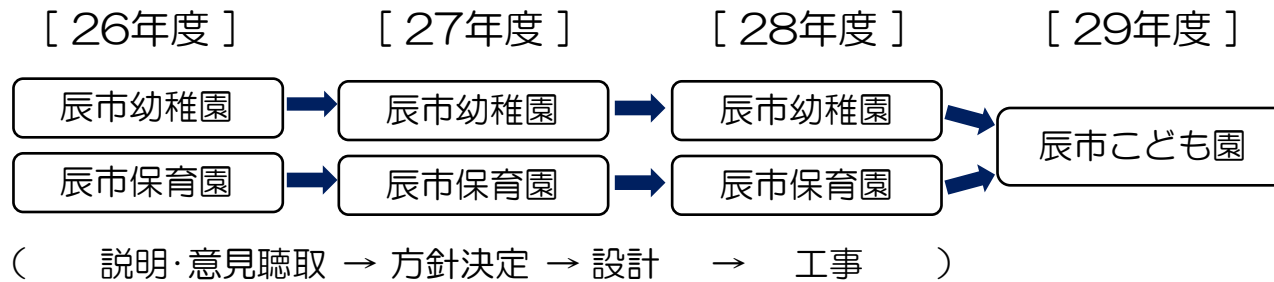 [ 26年度 ] [ 27年度 ] [ 28年度 ] [ 29年度 ]
辰市幼稚園 辰市幼稚園 辰市幼稚園
辰市こども園
辰市保育園 辰市保育園 辰市保育園
( 説明・意見聴取 → 方針決定 → 設計 → 工事 )